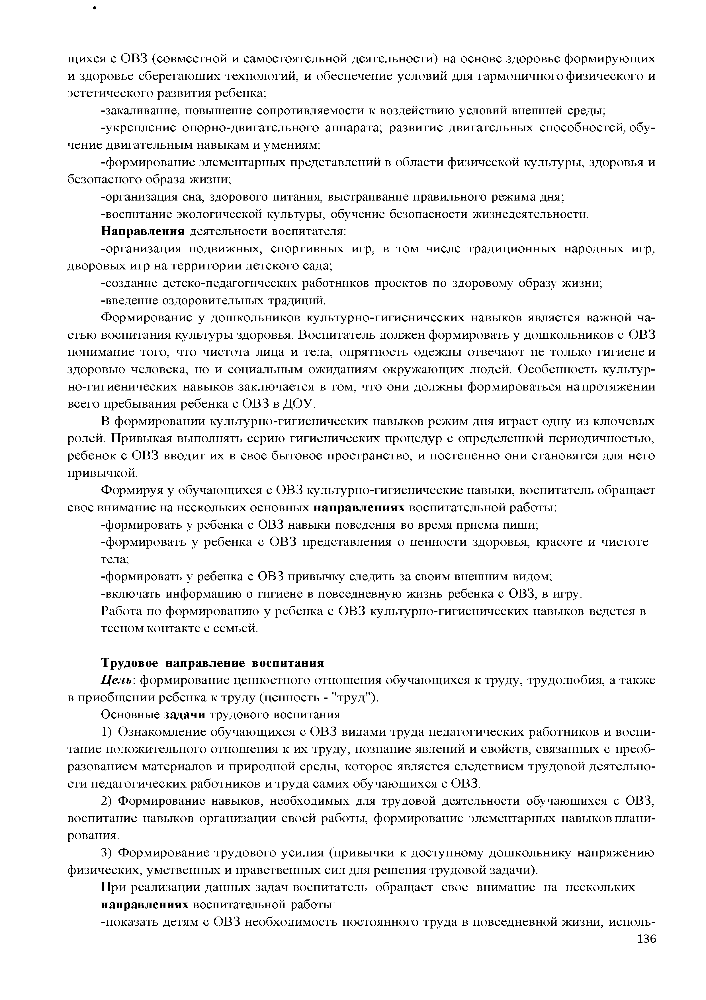 •
щихся с ОВЗ (совместной и самостоятельной деятельности) на основе здоровье формирующих
и здоровье сберегающих технологий, и обеспечение условий для гармоничного физического и
эстетического развития ребенка;
-закаливание, повышение сопротивляемости к воздействию условий внешней среды;
-укрепление опорно-двигательного аппарата; развитие двигательных способностей, обу-
чение двигательным навыкам и умениям;
-формирование элементарных представлений в области физической культуры, здоровья и
безопасного образа жизни;
-организация сна, здорового питания, выстраивание правильного режима дня;
-воспитание экологической культуры, обучение безопасности жизнедеятельности.
Направления деятельности воспитателя:
-организация подвижных, спортивных игр, в том числе традиционных народных игр,
дворовых игр на территории детского сада;
-создание детско-педагогических работников проектов по здоровому образу жизни;
-введение оздоровительных традиций.
Формирование у дошкольников культурно-гигиенических навыков является важной ча-
стью воспитания культуры здоровья. Воспитатель должен формировать у дошкольников с ОВЗ
понимание того, что чистота лица и тела, опрятность одежды отвечают не только гигиене и
здоровью человека, но и социальным ожиданиям окружающих людей. Особенность культур-
но-гигиенических навыков заключается в том, что они должны формироваться на протяжении
всего пребывания ребенка с ОВЗ в ДОУ.
В формировании культурно-гигиенических навыков режим дня играет одну из ключевых
ролей. Привыкая выполнять серию гигиенических процедур с определенной периодичностью,
ребенок с ОВЗ вводит их в свое бытовое пространство, и постепенно они становятся для него
привычкой.
Формируя у обучающихся с ОВЗ культурно-гигиенические навыки, воспитатель обращает
свое внимание на нескольких основных направлениях воспитательной работы:
-формировать у ребенка с ОВЗ навыки поведения во время приема пищи;
-формировать у ребенка с ОВЗ представления о ценности здоровья, красоте и чистоте
тела;
-формировать у ребенка с ОВЗ привычку следить за своим внешним видом;
-включать информацию о гигиене в повседневную жизнь ребенка с ОВЗ, в игру.
Работа по формированию у ребенка с ОВЗ культурно-гигиенических навыков ведется в
тесном контакте с семьей.
Трудовое направление воспитания
Цель: формирование ценностного отношения обучающихся к труду, трудолюбия, а также
в приобщении ребенка к труду (ценность - "труд").
Основные задачи трудового воспитания:
1) Ознакомление обучающихся с ОВЗ видами труда педагогических работников и воспи-
тание положительного отношения к их труду, познание явлений и свойств, связанных с преоб-
разованием материалов и природной среды, которое является следствием трудовой деятельно-
сти педагогических работников и труда самих обучающихся с ОВЗ.
2) Формирование навыков, необходимых для трудовой деятельности обучающихся с ОВЗ,
воспитание навыков организации своей работы, формирование элементарных навыков плани-
рования.
3) Формирование трудового усилия (привычки к доступному дошкольнику напряжению
физических, умственных и нравственных сил для решения трудовой задачи).
При реализации данных задач воспитатель обращает свое внимание на нескольких
направлениях воспитательной работы:
-показать детям с ОВЗ необходимость постоянного труда в повседневной жизни, исполь-
136